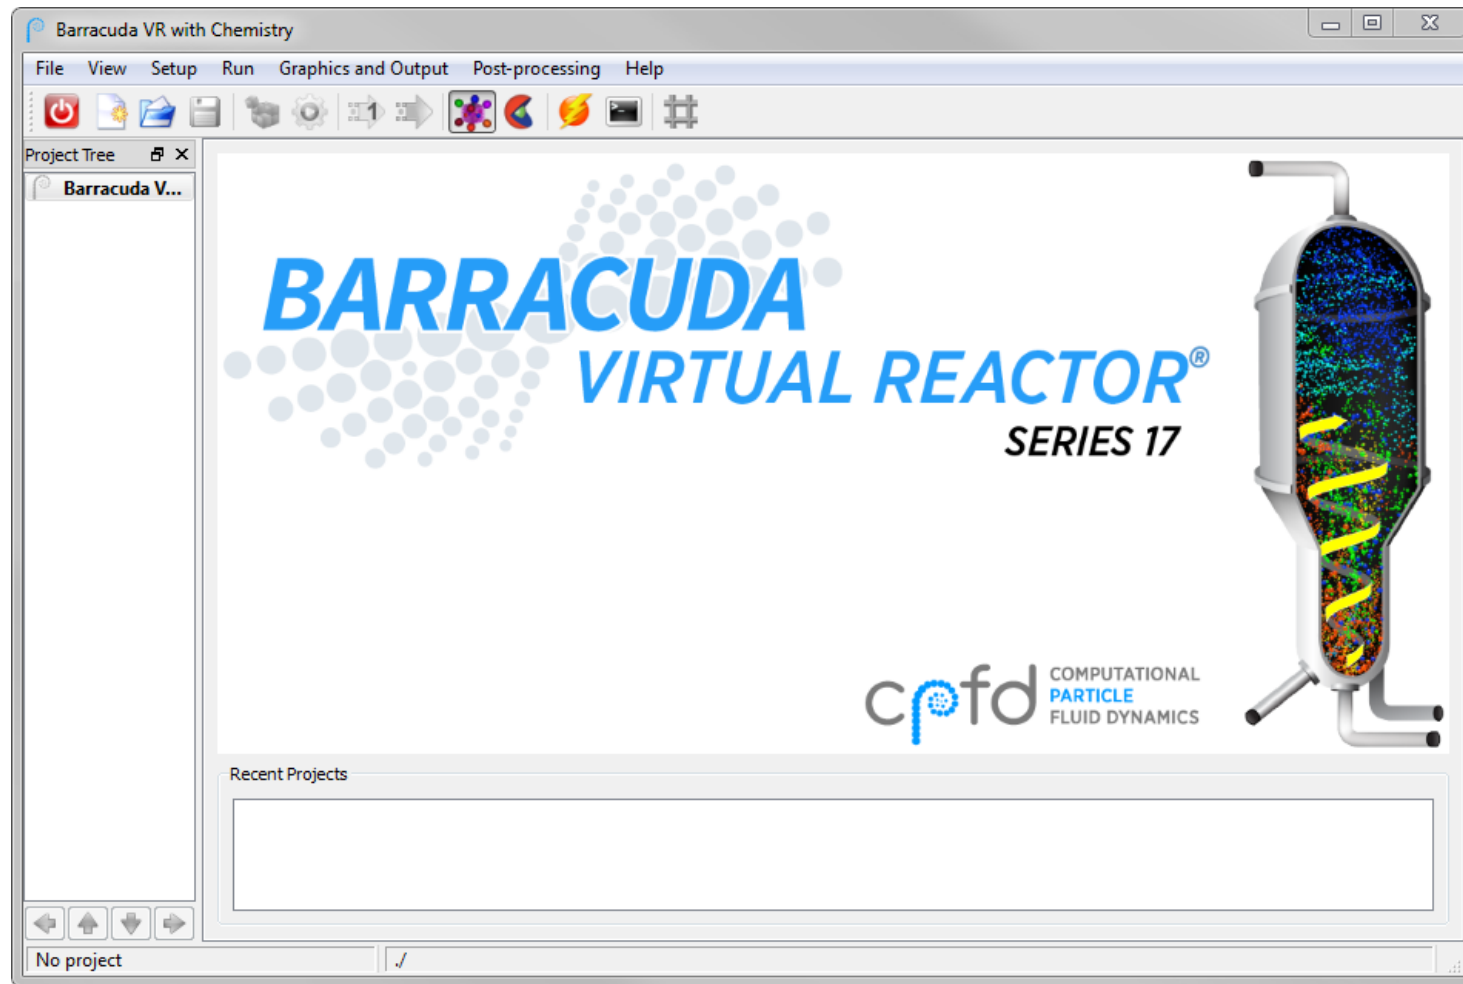 Barracuda VR with Chemistry
File View Setup Run Graphics and Output Post-processing Help
1
Project Tree
Barracuda V...
BARRACUDA
VIRTUAL REACTOR®
SERIES 17
cpfd
COMPUTATIONAL
PARTICLE
FLUID DYNAMICS
Recent Projects
No project
./